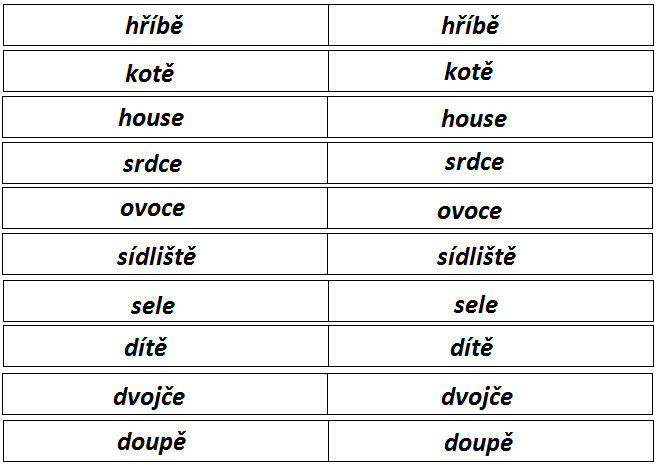 hříbě hříbě
kotě kotě
house house
srdce srdce
ovoce ovoce
sídliště sídliště
sele sele
dítě dítě
dvojče dvojče
doupě doupě